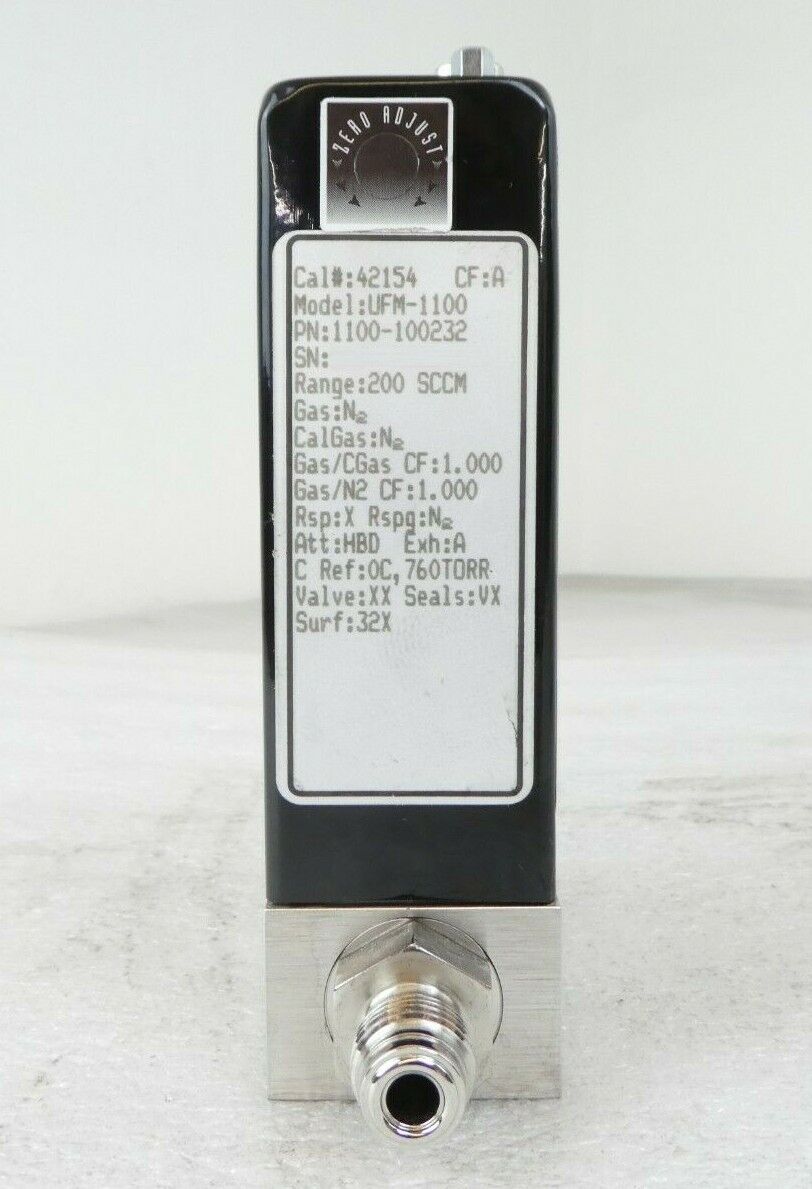 ZERO ADJUST
Cal#:42154 CF:A
Model:UFM-1100
PN:1100-100232
SN:
Range:200 SCCM
Gas:N₂
CalGas:N₂
Gas/CGas CF:1.000
Gas/N2 CF:1.000
Rsp:X Rspg:N₂
Att:HBD Exh:A
C Ref:0C,760TORR
Valve:XX Seals:VX
Surf:32X